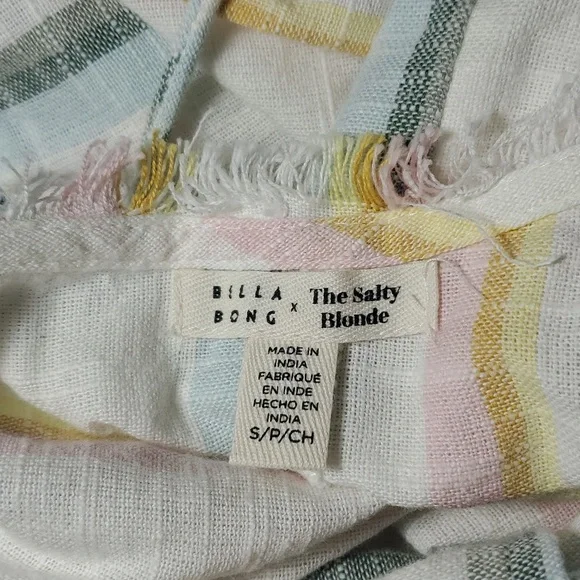 BILLA
BONG
x
The Salty
Blonde
MADE IN
INDIA
FABRIQUÉ
EN INDE
HECHO EN
INDIA
S/P/CH